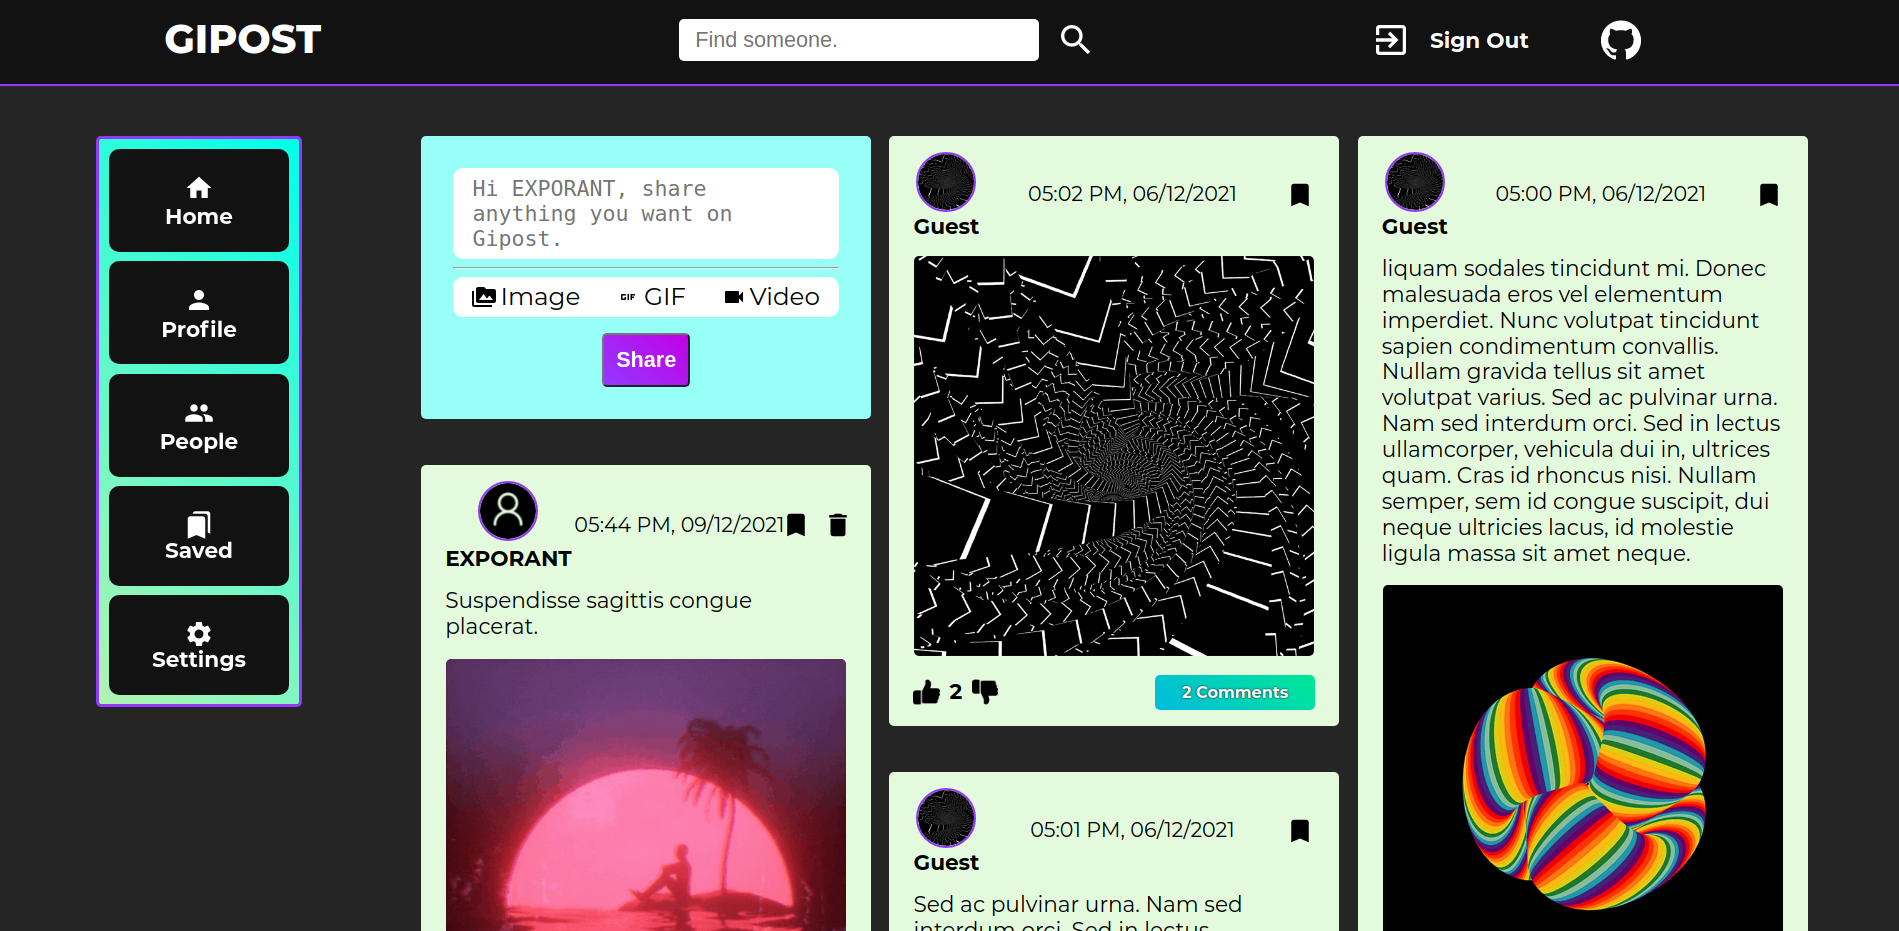 GIPOST
Find someone.
Sign Out
Home
Profile
People
Saved
Settings
Hi EXPORANT, share
anything you want on
Gipost.
Image
GIF GIF
Video
Share
05:44 PM, 09/12/2021
EXPORANT
Suspendisse sagittis congue
placerat.
05:02 PM, 06/12/2021
Guest
2
2 Comments
05:01 PM, 06/12/2021
Guest
Sed ac pulvinar urna. Nam sed
interdum orci. Sed in lectus
05:00 PM, 06/12/2021
Guest
liquam sodales tincidunt mi. Donec
malesuada eros vel elementum
imperdiet. Nunc volutpat tincidunt
sapien condimentum convallis.
Nullam gravida tellus sit amet
volutpat varius. Sed ac pulvinar urna.
Nam sed interdum orci. Sed in lectus
ullamcorper, vehicula dui in, ultrices
quam. Cras id rhoncus nisi. Nullam
semper, sem id congue suscipit, dui
neque ultricies lacus, id molestie
ligula massa sit amet neque.